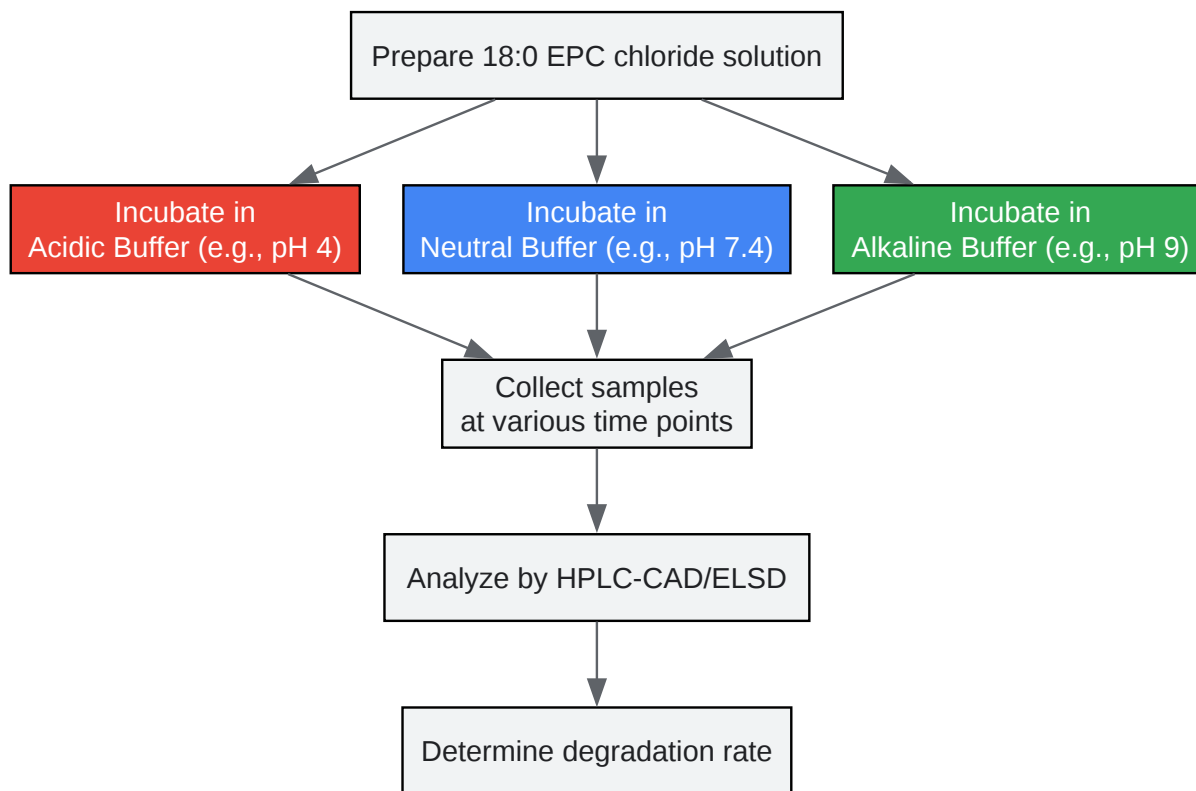 Prepare 18:0 EPC chloride solution
Incubate in
Acidic Buffer (e.g., pH 4)
Incubate in
Neutral Buffer (e.g., pH 7.4)
Incubate in
Alkaline Buffer (e.g., pH 9)
Collect samples
at various time points
Analyze by HPLC-CAD/ELSD
Determine degradation rate